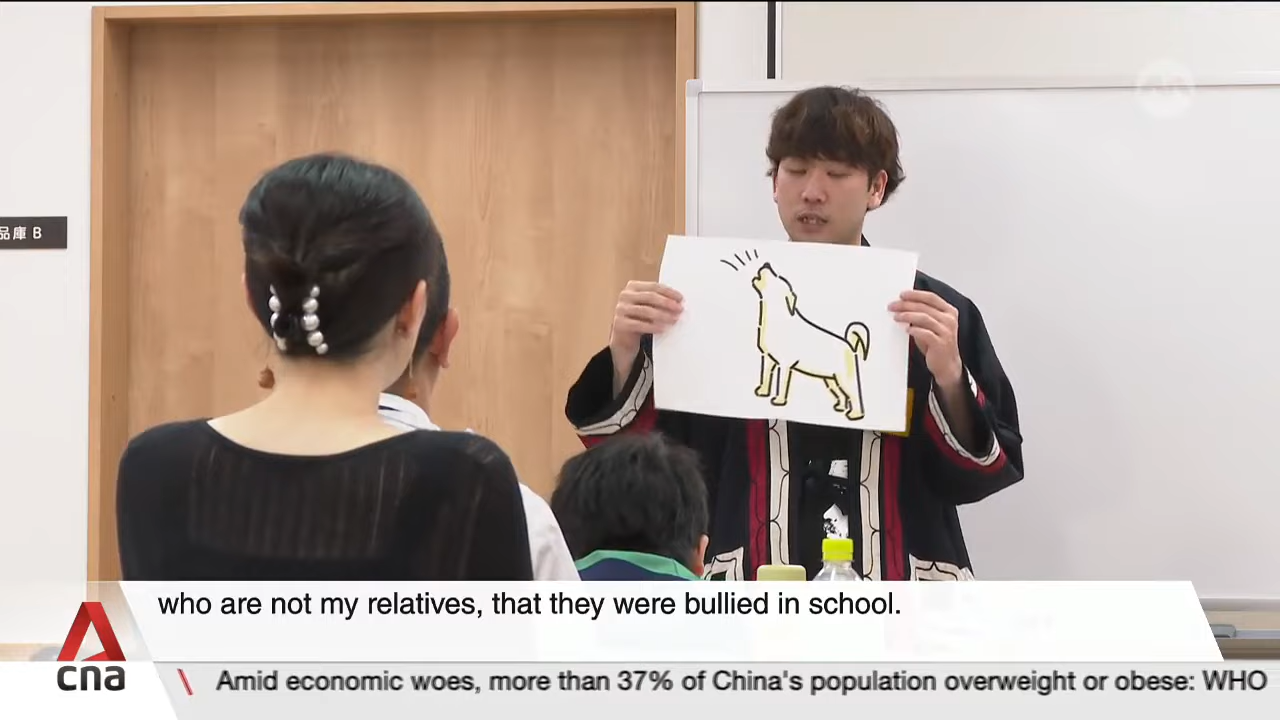 品庫 B
who are not my relatives, that they were bullied in school.
cna
Amid economic woes, more than 37% of China's population overweight or obese: WHO